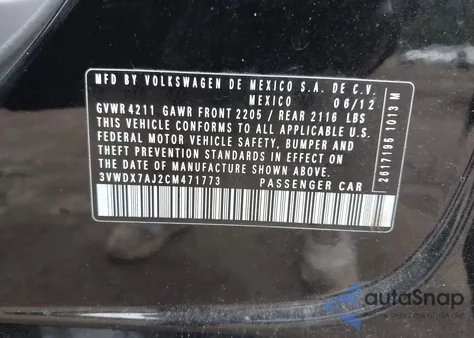 MFD BY VOLKSWAGEN DE MEXICO S.A. DE C.V.
MEXICO 06/12
GVWR 4211 GAWR FRONT 2205 / REAR 2116 LBS
THIS VEHICLE CONFORMS TO ALL APPLICABLE U.S.
FEDERAL MOTOR VEHICLE SAFETY, BUMPER AND
THEFT PREVENTION STANDARDS IN EFFECT ON THE
DATE OF MANUFACTURE SHOWN ABOVE.
3VWDX7AJ2CM471773 PASSENGER CAR
2617195 1013 M
autaSnap